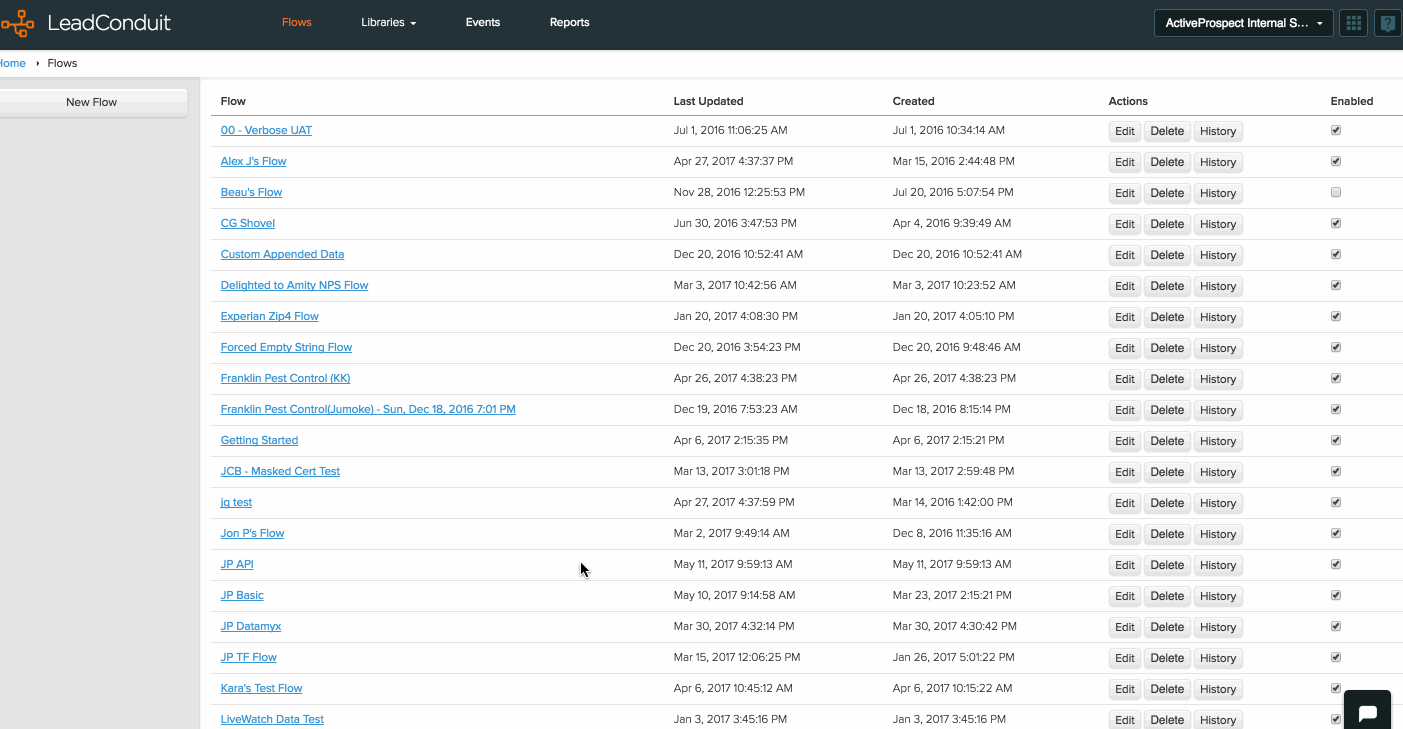 LeadConduit Flows Libraries Events Reports ActiveProspect Internal S... ?
Home Flows
New Flow
Flow Last Updated Created Actions Enabled
00 - Verbose UAT Jul 1, 2016 11:06:25 AM Jul 1, 2016 10:34:14 AM Edit Delete History
Alex J's Flow Apr 27, 2017 4:37:37 PM Mar 15, 2016 2:44:48 PM Edit Delete History
Beau's Flow Nov 28, 2016 12:25:53 PM Jul 20, 2016 5:07:54 PM Edit Delete History
CG Shovel Jun 30, 2016 3:47:53 PM Apr 4, 2016 9:39:49 AM Edit Delete History
Custom Appended Data Dec 20, 2016 10:52:41 AM Dec 20, 2016 10:52:41 AM Edit Delete History
Delighted to Amity NPS Flow Mar 3, 2017 10:42:56 AM Mar 3, 2017 10:23:52 AM Edit Delete History
Experian Zip4 Flow Jan 20, 2017 4:08:30 PM Jan 20, 2017 4:05:10 PM Edit Delete History
Forced Empty String Flow Dec 20, 2016 3:54:23 PM Dec 20, 2016 9:48:46 AM Edit Delete History
Franklin Pest Control (KK) Apr 26, 2017 4:38:23 PM Apr 26, 2017 4:38:23 PM Edit Delete History
Franklin Pest Control(Jumoke) - Sun, Dec 18, 2016 7:01 PM Dec 19, 2016 7:53:23 AM Dec 18, 2016 8:15:14 PM Edit Delete History
Getting Started Apr 6, 2017 2:15:35 PM Apr 6, 2017 2:15:21 PM Edit Delete History
JCB - Masked Cert Test Mar 13, 2017 3:01:18 PM Mar 13, 2017 2:59:48 PM Edit Delete History
jg test Apr 27, 2017 4:37:59 PM Mar 14, 2016 1:42:00 PM Edit Delete History
Jon P's Flow Mar 2, 2017 9:49:14 AM Dec 8, 2016 11:35:16 AM Edit Delete History
JP API May 11, 2017 9:59:13 AM May 11, 2017 9:59:13 AM Edit Delete History
JP Basic May 10, 2017 9:14:58 AM Mar 23, 2017 2:15:21 PM Edit Delete History
JP Datamyx Mar 30, 2017 4:32:14 PM Mar 30, 2017 4:30:42 PM Edit Delete History
JP TF Flow Mar 15, 2017 12:06:25 PM Jan 26, 2017 5:01:22 PM Edit Delete History
Kara's Test Flow Apr 6, 2017 10:45:12 AM Apr 6, 2017 10:15:22 AM Edit Delete History
LiveWatch Data Test Jan 3, 2017 3:45:16 PM Jan 3, 2017 3:45:16 PM Edit Delete History